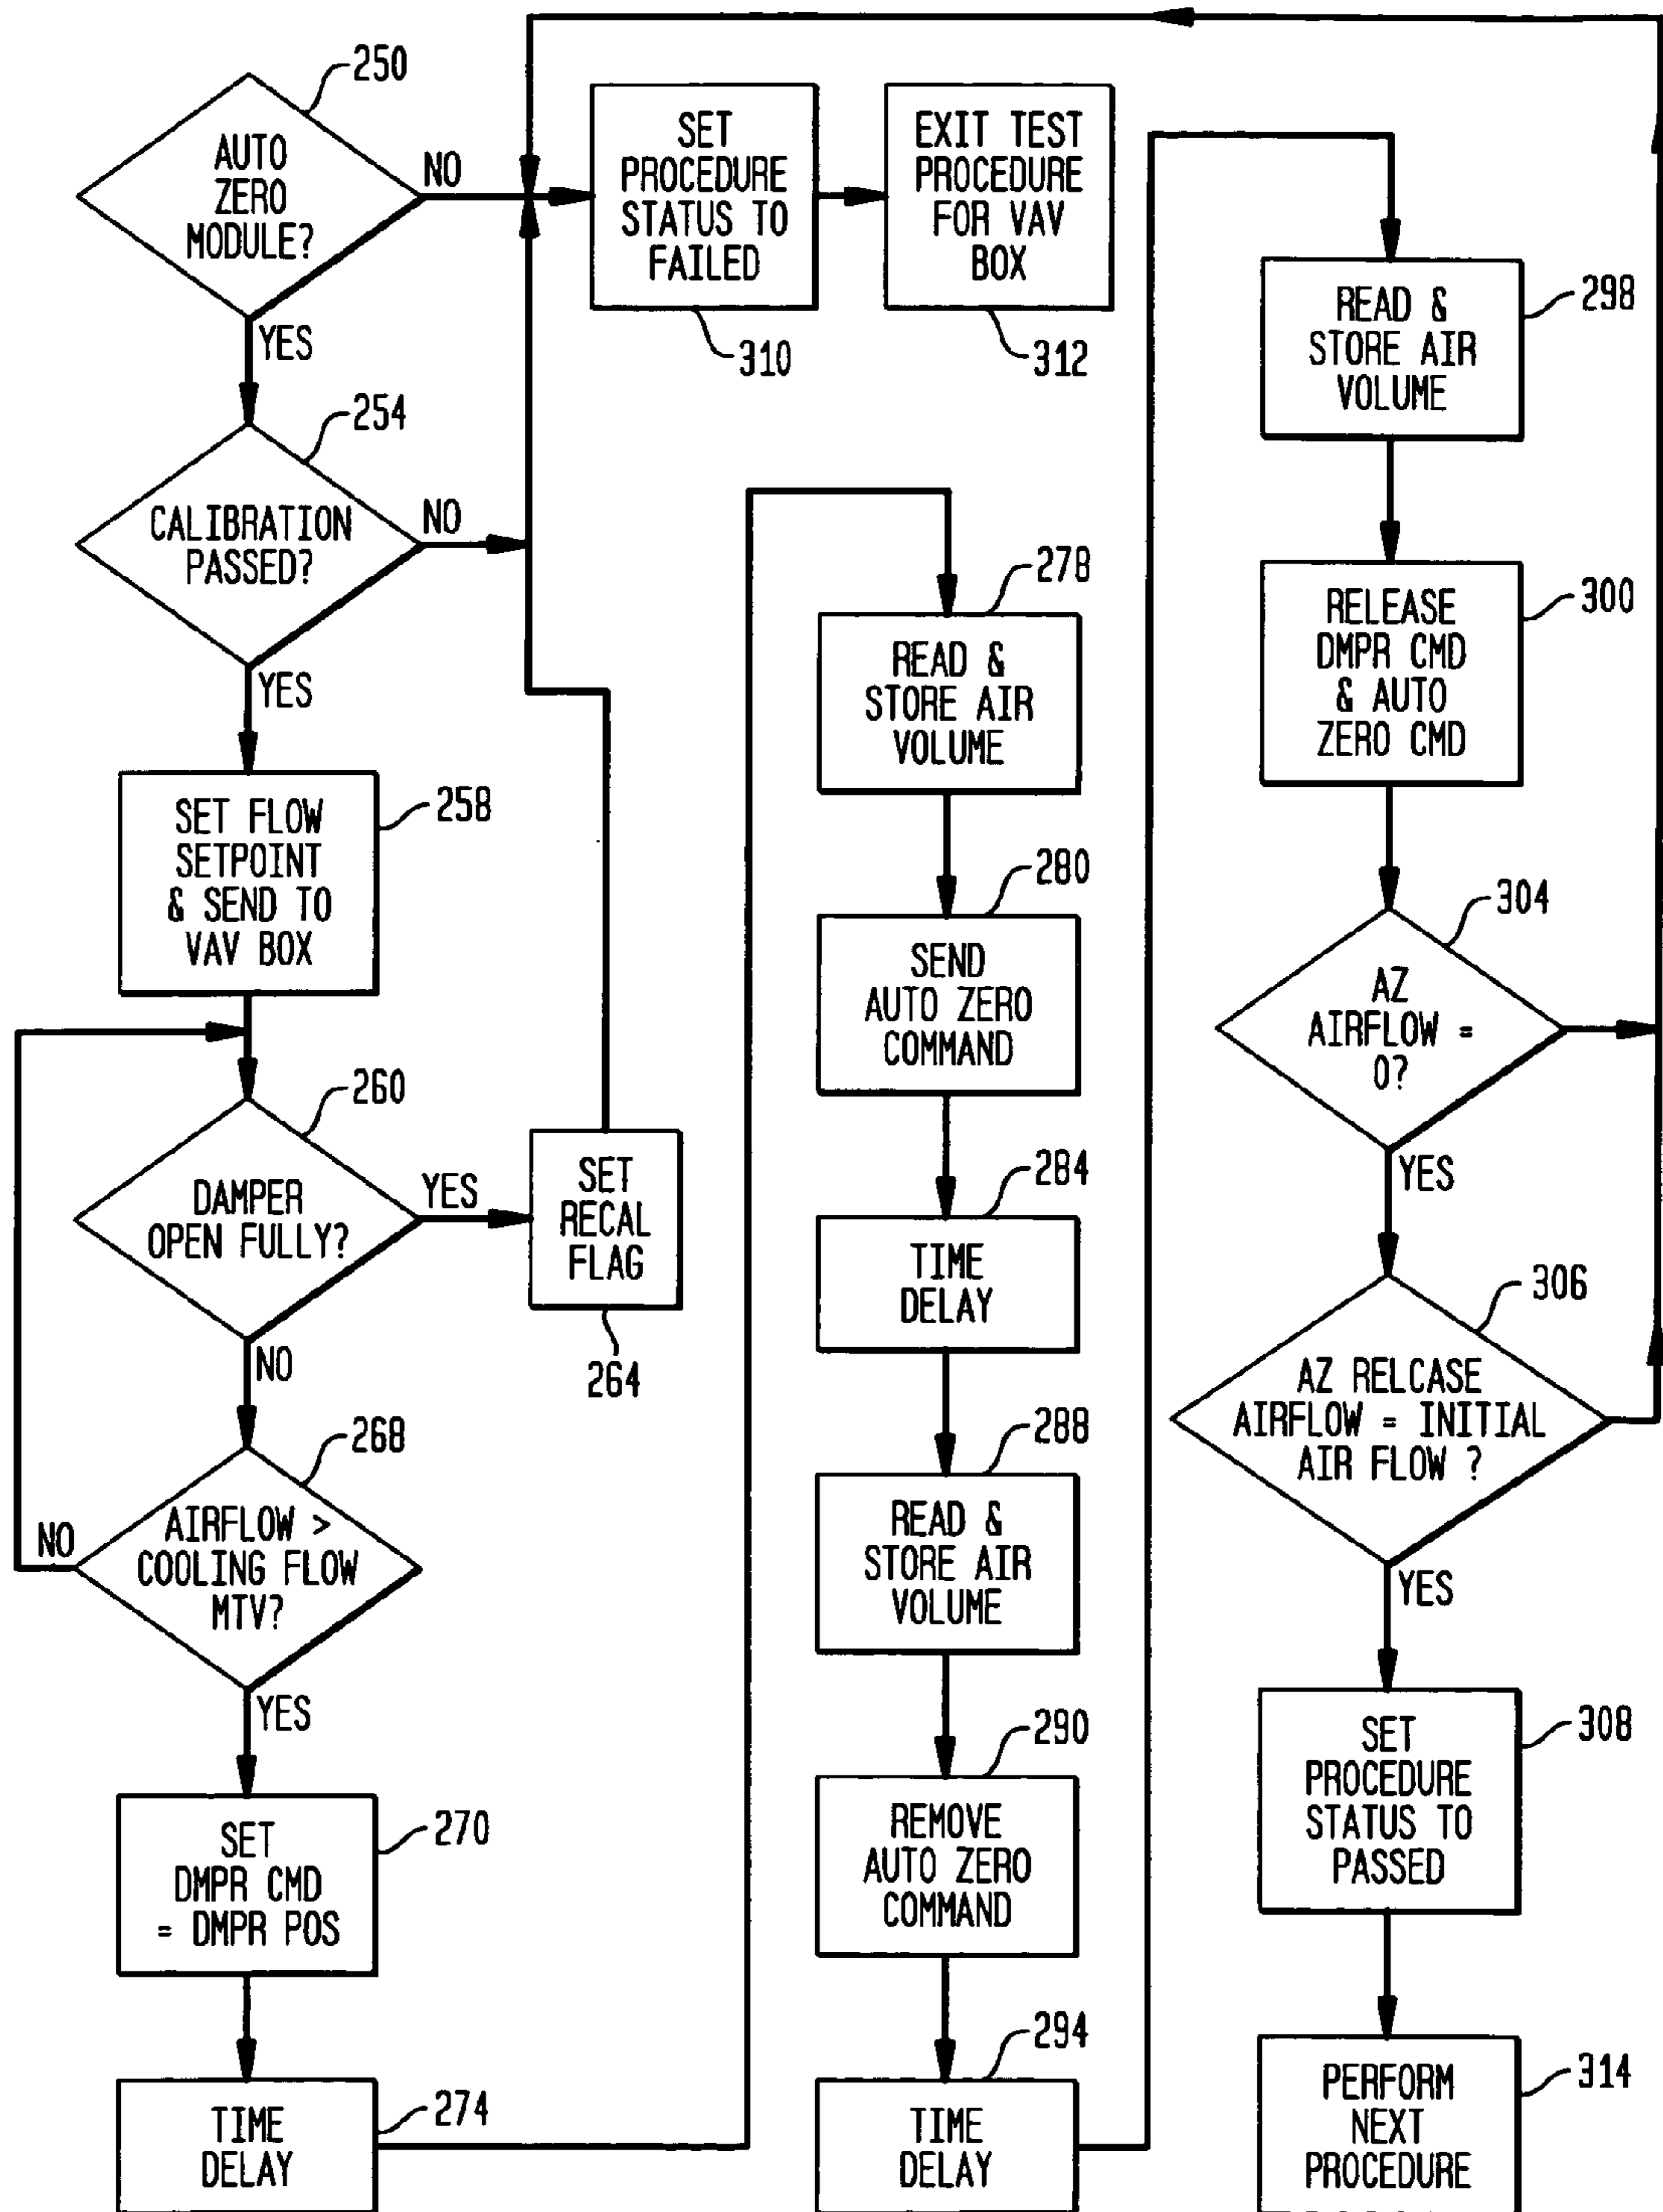 250
AUTO
ZERO
MODULE?
NO
YES
SET
PROCEDURE
STATUS TO
FAILED
310
EXIT TEST
PROCEDURE
FOR VAV
BOX
312
254
CALIBRATION
PASSED?
NO
YES
258
SET FLOW
SETPOINT
& SEND TO
VAV BOX
260
DAMPER
OPEN FULLY?
YES
NO
SET
RECAL
FLAG
264
268
AIRFLOW >
COOLING FLOW
MTV?
NO
YES
270
SET
DMPR CMD
= DMPR POS
274
TIME
DELAY
278
READ &
STORE AIR
VOLUME
280
SEND
AUTO ZERO
COMMAND
284
TIME
DELAY
288
READ &
STORE AIR
VOLUME
290
REMOVE
AUTO ZERO
COMMAND
294
TIME
DELAY
298
READ &
STORE AIR
VOLUME
300
RELEASE
DMPR CMD
& AUTO
ZERO CMD
304
AZ
AIRFLOW =
0?
YES
306
AZ RELCASE
AIRFLOW = INITIAL
AIR FLOW ?
YES
308
SET
PROCEDURE
STATUS TO
PASSED
314
PERFORM
NEXT
PROCEDURE